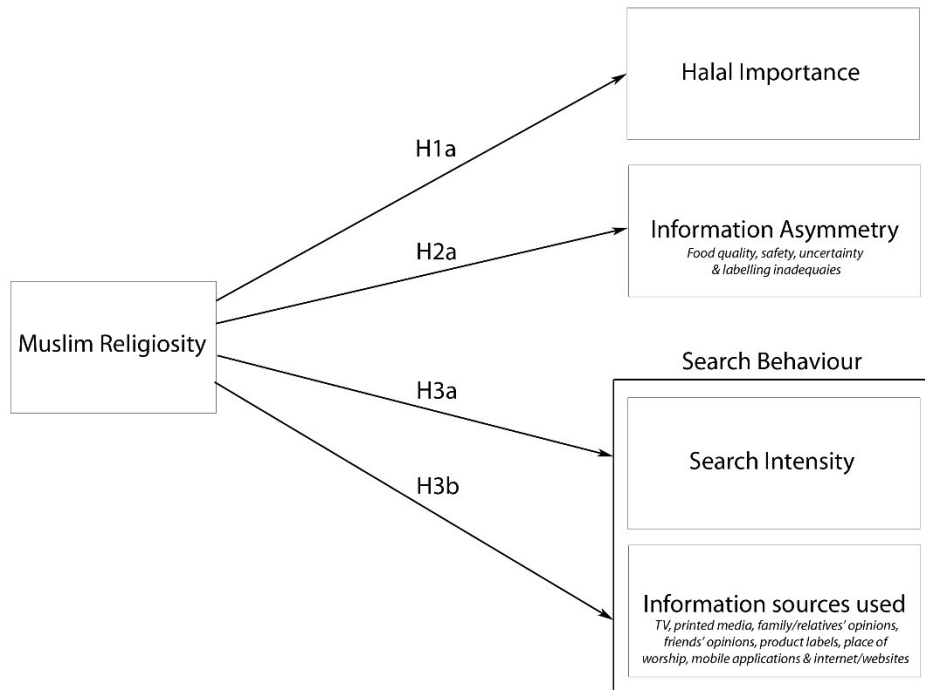 Halal Importance
H1a
Information Asymmetry
Food quality, safety, uncertainty
& labelling inadequaies
H2a
Muslim Religiosity
Search Behaviour
H3a
Search Intensity
H3b
Information sources used
TV, printed media, family/relatives' opinions,
friends' opinions, product labels, place of
worship, mobile applications & internet/websites